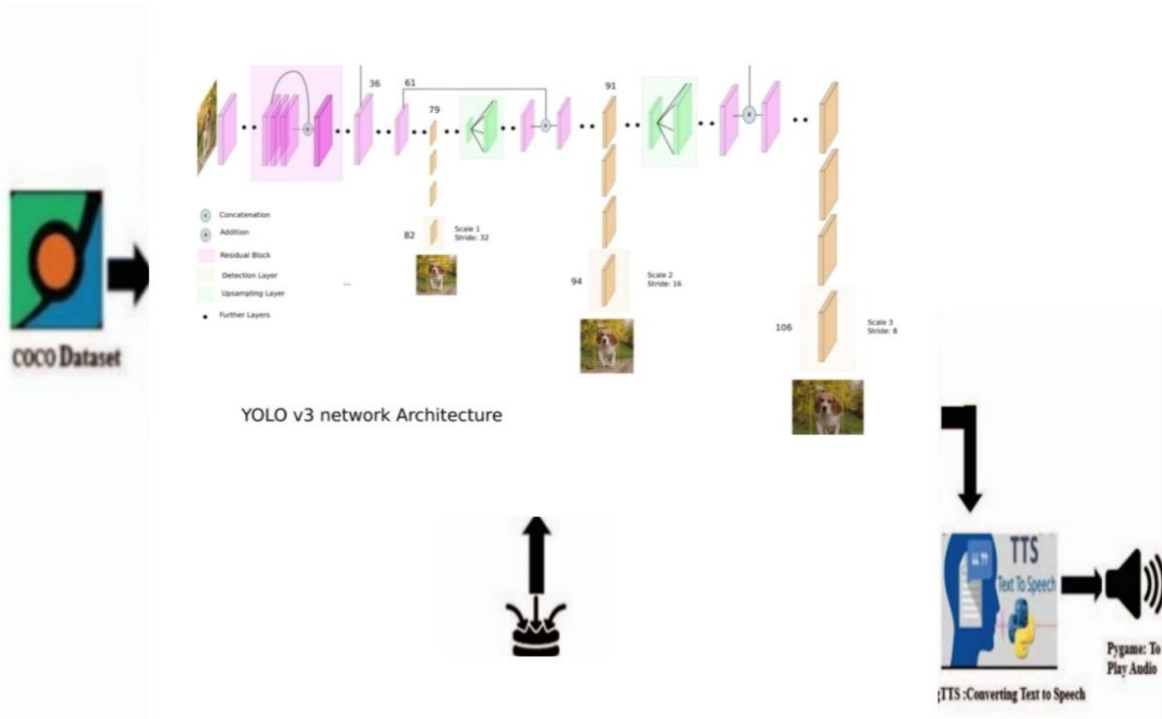 36
61
79
91
Concatenation
Addition
Residual Block
Detection Layer
Upsampling Layer
Further Layers
82
Scale 1
Stride: 32
...
94
Scale 2
Stride: 16
106
Scale 3
Stride: 8
COCO Dataset
YOLO v3 network Architecture
TTS
Text To Speech
gTTS :Converting Text to Speech
Pygame: To
Play Audio